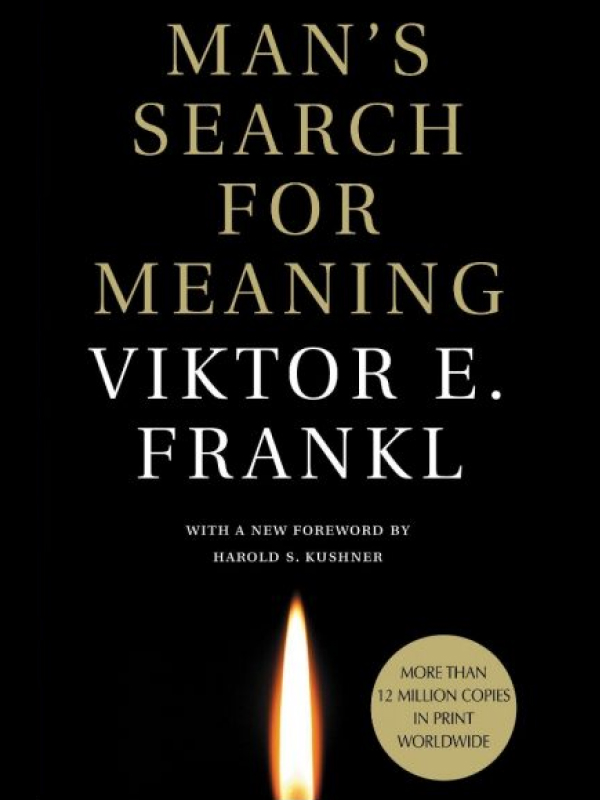 MAN'S
SEARCH
FOR
MEANING
VIKTOR E.
FRANKL
WITH A NEW FOREWORD BY
HAROLD S. KUSHNER
MORE THAN
12 MILLION COPIES
IN PRINT
WORLDWIDE